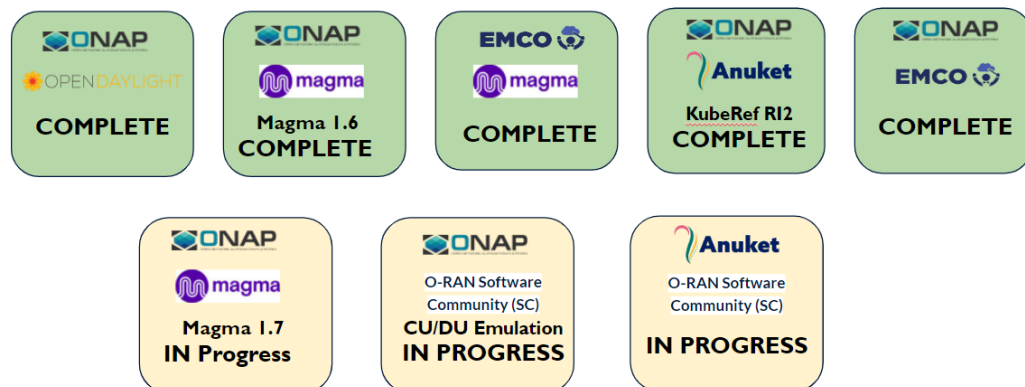 ONAP
OPEN DAYLIGHT
COMPLETE
ONAP
magma
Magma 1.6
COMPLETE
EMCO
magma
COMPLETE
ONAP
Anuket
KubeRef RI2
COMPLETE
ONAP
EMCO
COMPLETE
ONAP
magma
Magma 1.7
IN Progress
ONAP
O-RAN Software
Community (SC)
CU/DU Emulation
IN PROGRESS
Anuket
O-RAN Software
Community (SC)
IN PROGRESS